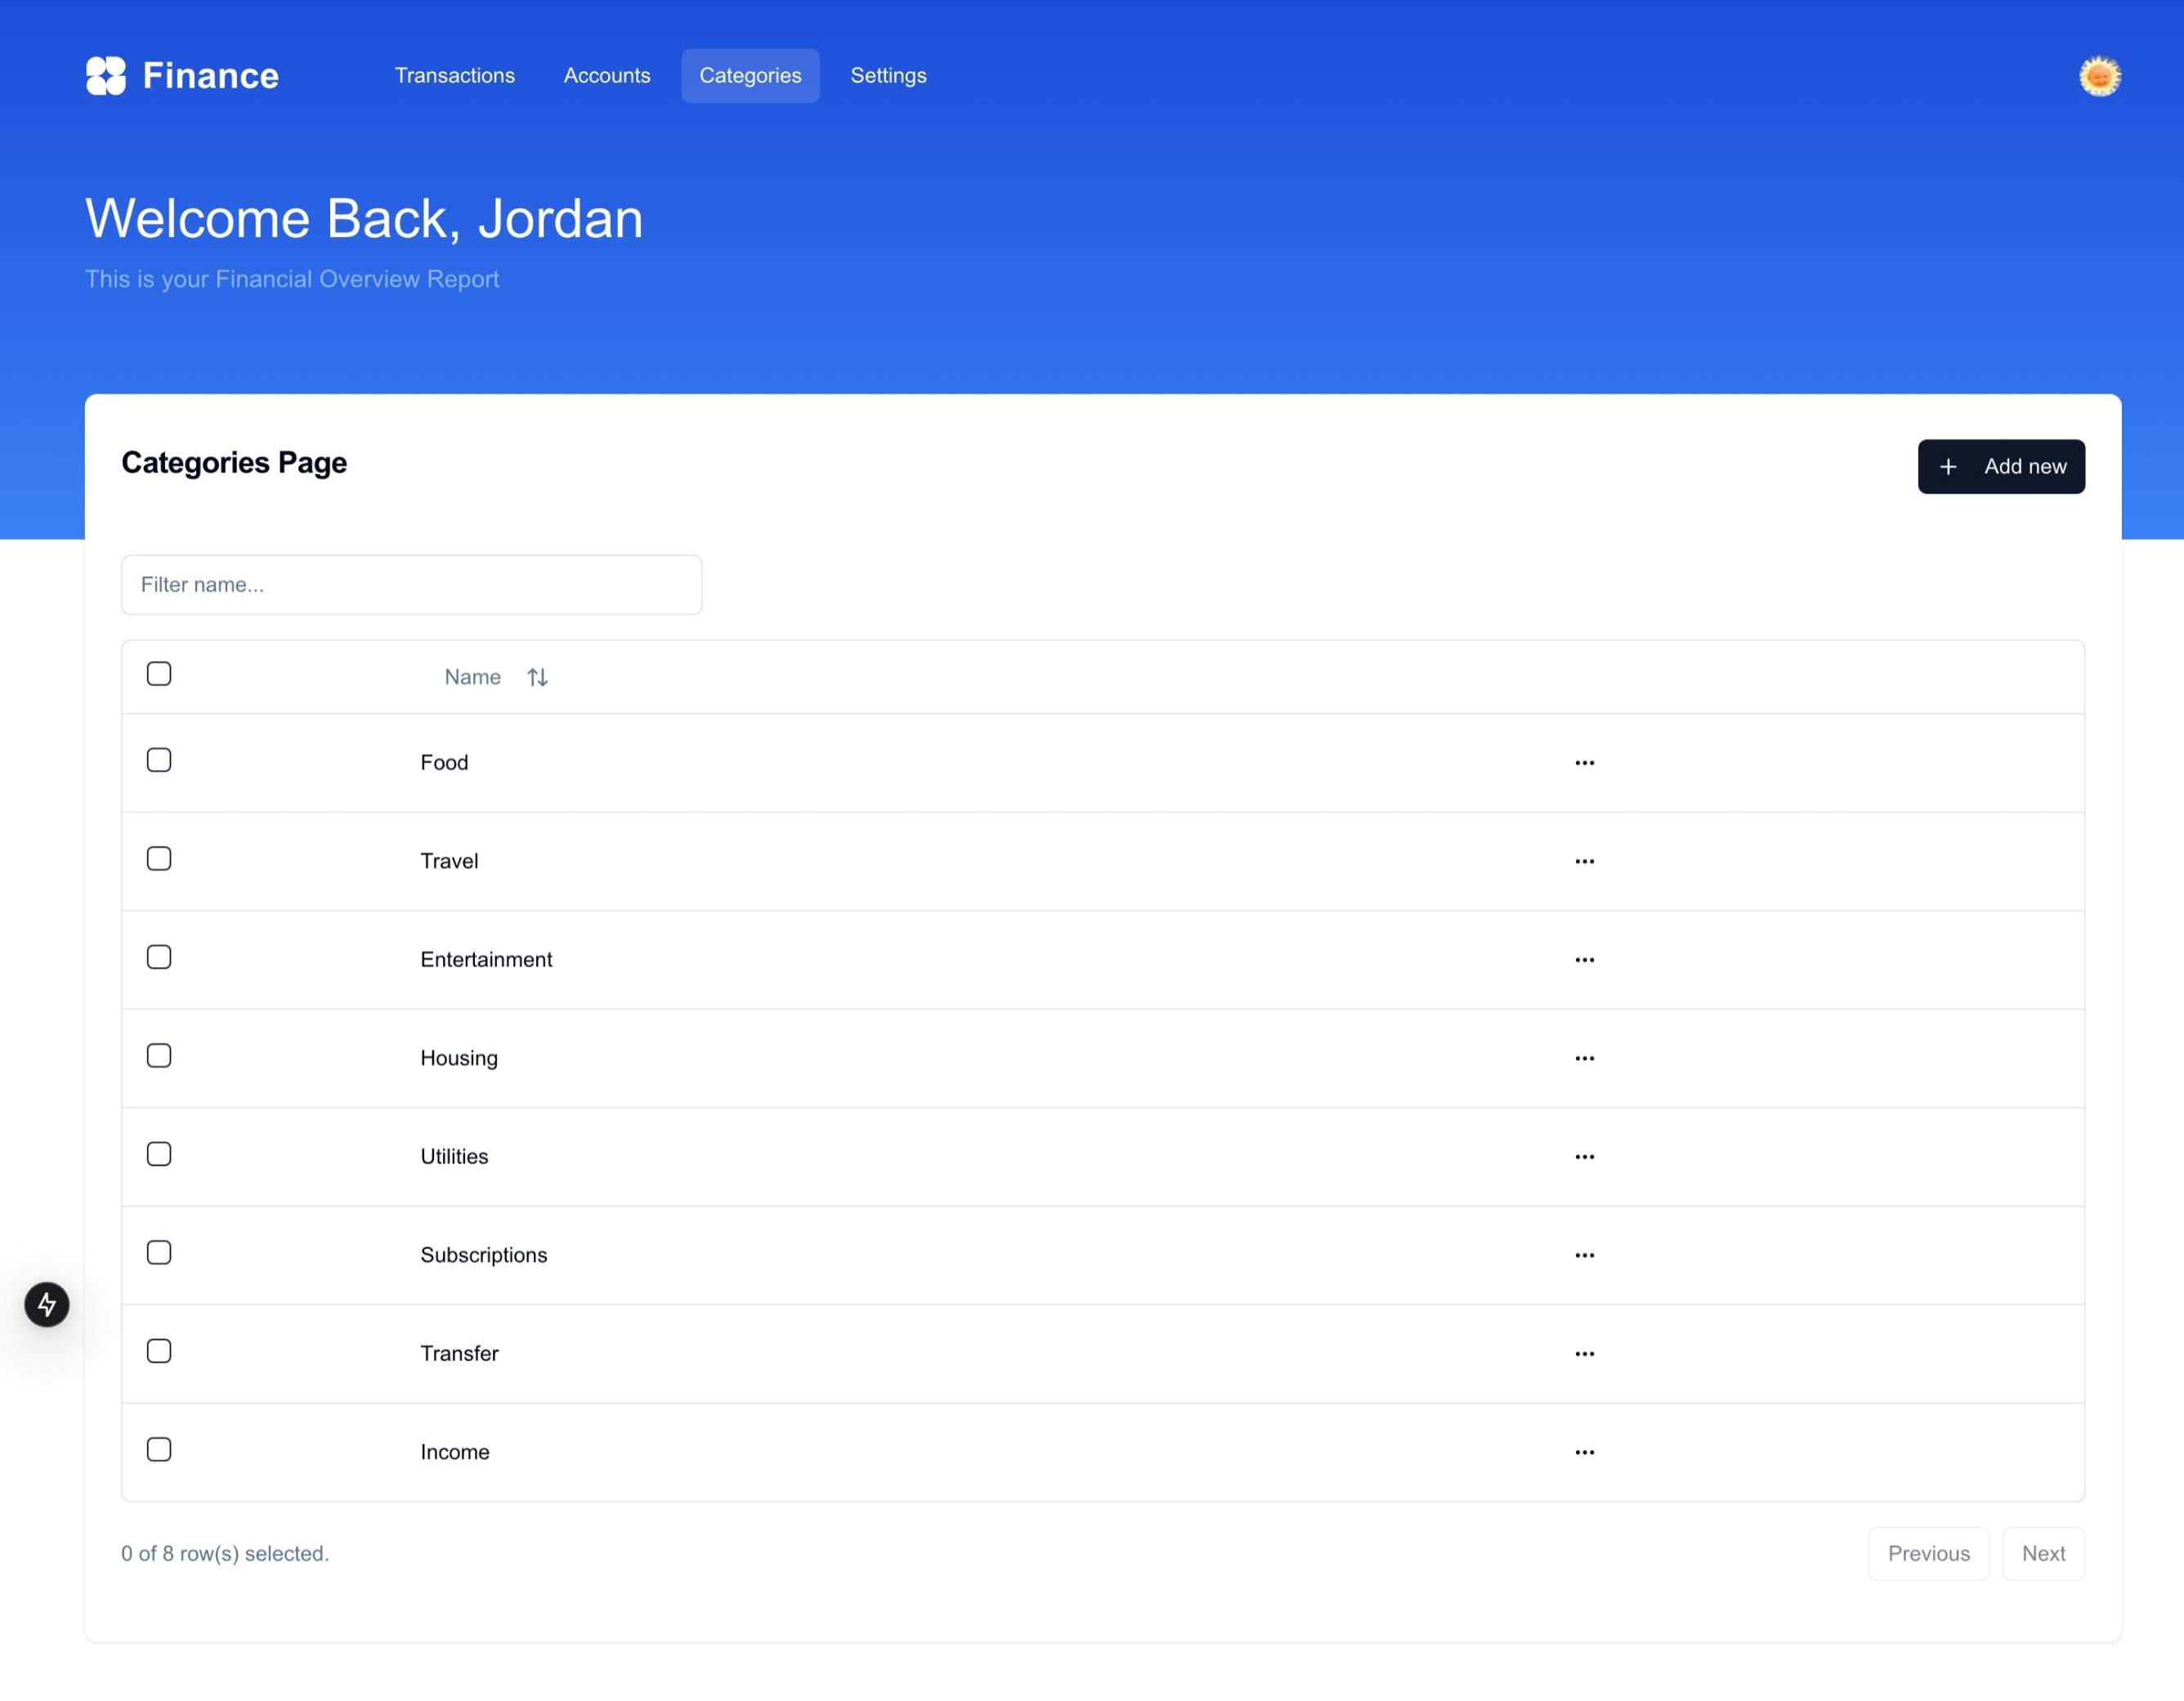 Finance
Transactions
Accounts
Categories
Settings
Welcome Back, Jordan
This is your Financial Overview Report
Categories Page
Add new
Filter name...
Name
Food
Travel
Entertainment
Housing
Utilities
Subscriptions
Transfer
Income
0 of 8 row(s) selected.
Previous
Next